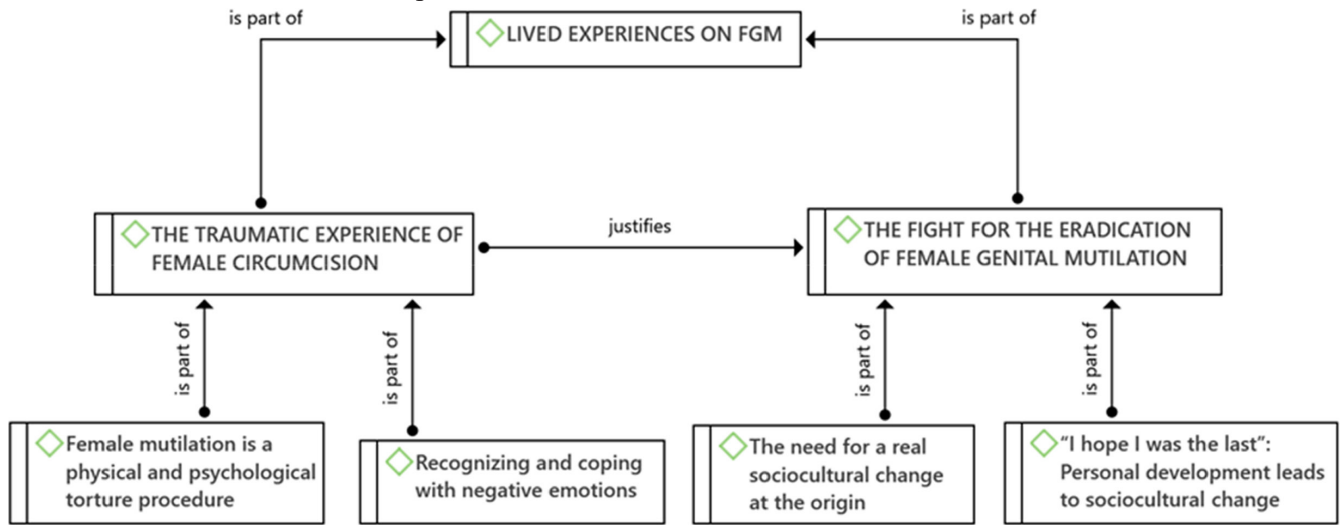 is part of
LIVED EXPERIENCES ON FGM
is part of
THE TRAUMATIC EXPERIENCE OF
FEMALE CIRCUMCISION
justifies
THE FIGHT FOR THE ERADICATION
OF FEMALE GENITAL MUTILATION
is part of
is part of
is part of
is part of
Female mutilation is a
physical and psychological
torture procedure
Recognizing and coping
with negative emotions
The need for a real
sociocultural change
at the origin
“I hope I was the last”:
Personal development leads
to sociocultural change